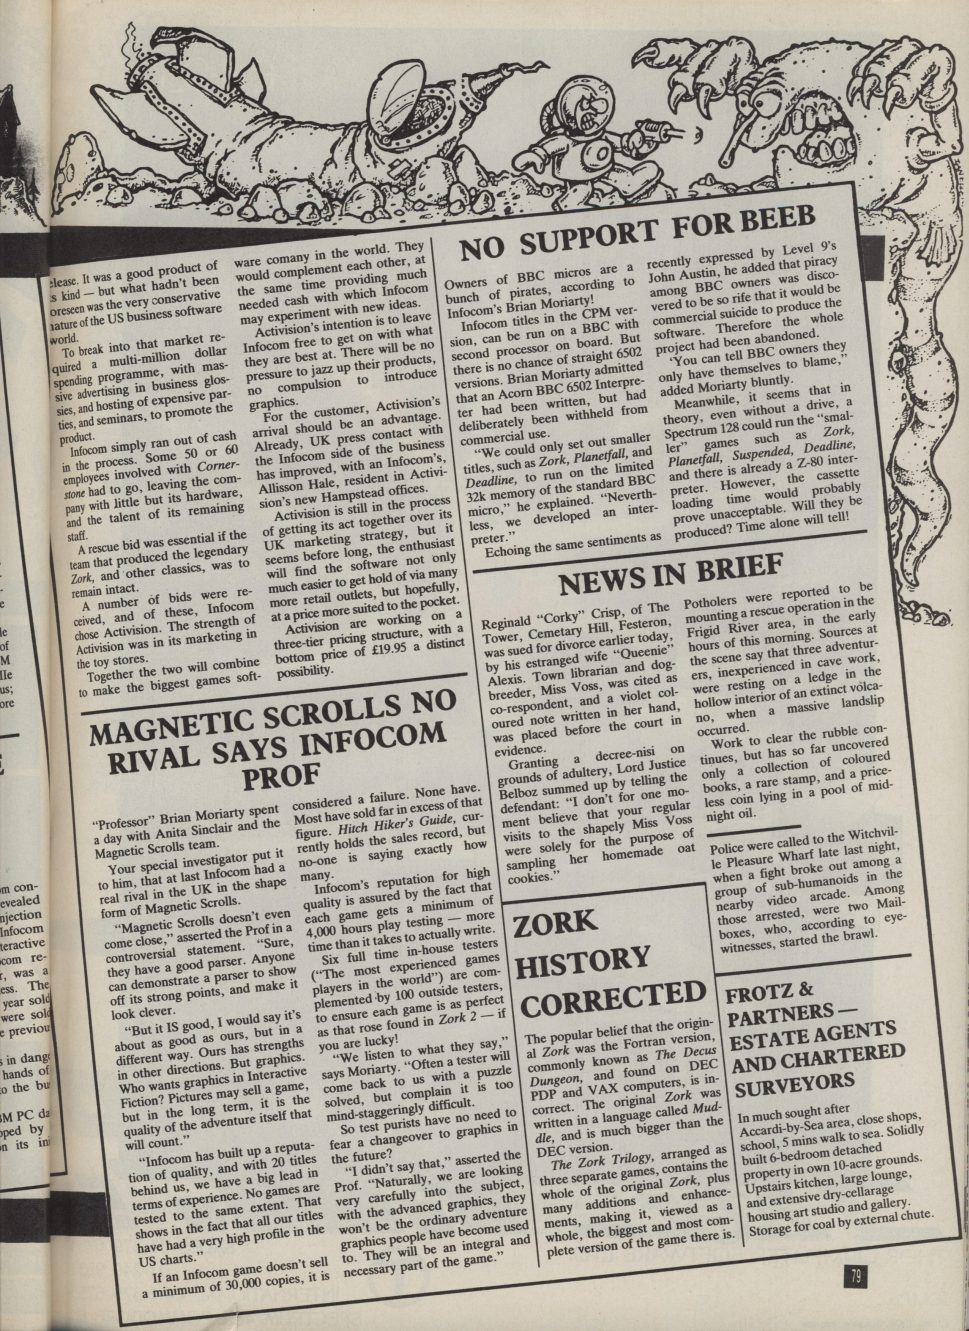 elease. It was a good product of
s kind — but what hadn't been
oreseen was the very conservative
nature of the US business software
world.
To break into that market re-
quired a multi-million dollar
spending programme, with mas-
sive advertising in business glos-
sies, and hosting of expensive par-
ties, and seminars, to promote the
product.
Infocom simply ran out of cash
in the process. Some 50 or 60
employees involved with Corner-
stone had to go, leaving the com-
pany with little but its hardware,
and the talent of its remaining
staff.
A rescue bid was essential if the
team that produced the legendary
Zork, and other classics, was to
remain intact.
A number of bids were re-
ceived, and of these, Infocom
chose Activision. The strength of
Activision was in its marketing in
the toy stores.
Together the two will combine
to make the biggest games soft-
ware comany in the world. They
would complement each other, at
the same time providing much
needed cash with which Infocom
may experiment with new ideas.
Activision's intention is to leave
Infocom free to get on with what
they are best at. There will be no
pressure to jazz up their products,
no compulsion to introduce
graphics.
For the customer, Activision's
arrival should be an advantage.
Already, UK press contact with
the Infocom side of the business
has improved, with an Infocom's,
Allisson Hale, resident in Activi-
sion's new Hampstead offices.
Activision is still in the process
of getting its act together over its
UK marketing strategy, but it
seems before long, the enthusiast
will find the software not only
much easier to get hold of via many
more retail outlets, but hopefully,
at a price more suited to the pocket.
Activision are working on a
three-tier pricing structure, with a
bottom price of £19.95 a distinct
possibility.
NO SUPPORT FOR BEEB
Owners of BBC micros are a
bunch of pirates, according to
Infocom's Brian Moriarty!
Infocom titles in the CPM ver-
sion, can be run on a BBC with
second processor on board. But
there is no chance of straight 6502
versions. Brian Moriarty admitted
that an Acorn BBC 6502 Interpre-
ter had been written, but had
deliberately been withheld from
commercial use.
"We could only set out smaller
titles, such as Zork, Planetfall, and
Deadline, to run on the limited
32k memory of the standard BBC
micro," he explained. "Neverth-
less, we developed an inter-
preter."
Echoing the same sentiments as
recently expressed by Level 9's
John Austin, he added that piracy
among BBC owners was disco-
vered to be so rife that it would be
commercial suicide to produce the
software. Therefore the whole
project had been abandoned.
'You can tell BBC owners they
only have themselves to blame,"
added Moriarty bluntly.
Meanwhile, it seems that in
theory, even without a drive, a
Spectrum 128 could run the "smal-
ler" games such as Zork,
Planetfall, Suspended, Deadline,
and there is already a Z-80 inter-
preter. However, the cassette
loading time would probably
prove unacceptable. Will they be
produced? Time alone will tell!
MAGNETIC SCROLLS NO
RIVAL SAYS INFOCOM
PROF
"Professor" Brian Moriarty spent
a day with Anita Sinclair and the
Magnetic Scrolls team.
Your special investigator put it
to him, that at last Infocom had a
real rival in the UK in the shape
form of Magnetic Scrolls.
"Magnetic Scrolls doesn't even
come close," asserted the Prof in a
controversial statement. "Sure,
they have a good parser. Anyone
can demonstrate a parser to show
off its strong points, and make it
look clever.
"But it IS good, I would say it's
about as good as ours, but in a
different way. Ours has strengths
in other directions. But graphics.
Who wants graphics in Interactive
Fiction? Pictures may sell a game,
but in the long term, it is the
quality of the adventure itself that
will count."
"Infocom has built up a reputa-
tion of quality, and with 20 titles
behind us, we have a big lead in
terms of experience. No games are
tested to the same extent. That
shows in the fact that all our titles
have had a very high profile in the
US charts."
If an Infocom game doesn't sell
a minimum of 30,000 copies, it is
considered a failure. None have.
Most have sold far in excess of that
figure. Hitch Hiker's Guide, cur-
rently holds the sales record, but
no-one is saying exactly how
many.
Infocom's reputation for high
quality is assured by the fact that
each game gets a minimum of
4,000 hours play testing — more
time than it takes to actually write.
Six full time in-house testers
("The most experienced games
players in the world") are com-
plemented by 100 outside testers,
to ensure each game is as perfect
as that rose found in Zork 2 — if
you are lucky!
"We listen to what they say,"
says Moriarty. "Often a tester will
come back to us with a puzzle
solved, but complain it is too
mind-staggeringly difficult.
So test purists have no need to
fear a changeover to graphics in
the future?
"I didn't say that," asserted the
Prof. "Naturally, we are looking
very carefully into the subject,
with the advanced graphics, they
won't be the ordinary adventure
graphics people have become used
to. They will be an integral and
necessary part of the game."
NEWS IN BRIEF
Reginald "Corky" Crisp, of The
Tower, Cemetary Hill, Festeron,
was sued for divorce earlier today,
by his estranged wife "Queenie"
Alexis. Town librarian and dog-
breeder, Miss Voss, was cited as
co-respondent, and a violet col-
oured note written in her hand,
was placed before the court in
evidence.
Granting a decree-nisi on
grounds of adultery, Lord Justice
Belboz summed up by telling the
defendant: "I don't for one mo-
ment believe that your regular
visits to the shapely Miss Voss
were solely for the purpose of
sampling her homemade oat
cookies."
Potholers were reported to be
mounting a rescue operation in the
Frigid River area, in the early
hours of this morning. Sources at
the scene say that three adventur-
ers, inexperienced in cave work,
were resting on a ledge in the
hollow interior of an extinct volca-
no, when a massive landslip
occurred.
Work to clear the rubble con-
tinues, but has so far uncovered
only a collection of coloured
books, a rare stamp, and a price-
less coin lying in a pool of mid-
night oil.
Police were called to the Witchvil-
le Pleasure Wharf late last night,
when a fight broke out among a
group of sub-humanoids in the
nearby video arcade. Among
those arrested, were two Mail-
boxes, who, according to eye-
witnesses, started the brawl.
ZORK
HISTORY
CORRECTED
The popular belief that the origin-
al Zork was the Fortran version,
commonly known as The Decus
Dungeon, and found on DEC
PDP and VAX computers, is in-
correct. The original Zork was
written in a language called Mud-
dle, and is much bigger than the
DEC version.
The Zork Trilogy, arranged as
three separate games, contains the
whole of the original Zork, plus
many additions and enhance-
ments, making it, viewed as a
whole, the biggest and most com-
plete version of the game there is.
FROTZ &
PARTNERS —
ESTATE AGENTS
AND CHARTERED
SURVEYORS
In much sought after
Accardi-by-Sea area, close shops,
school, 5 mins walk to sea. Solidly
built 6-bedroom detached
property in own 10-acre grounds.
Upstairs kitchen, large lounge,
and extensive dry-cellarage
housing art studio and gallery.
Storage for coal by external chute.
79